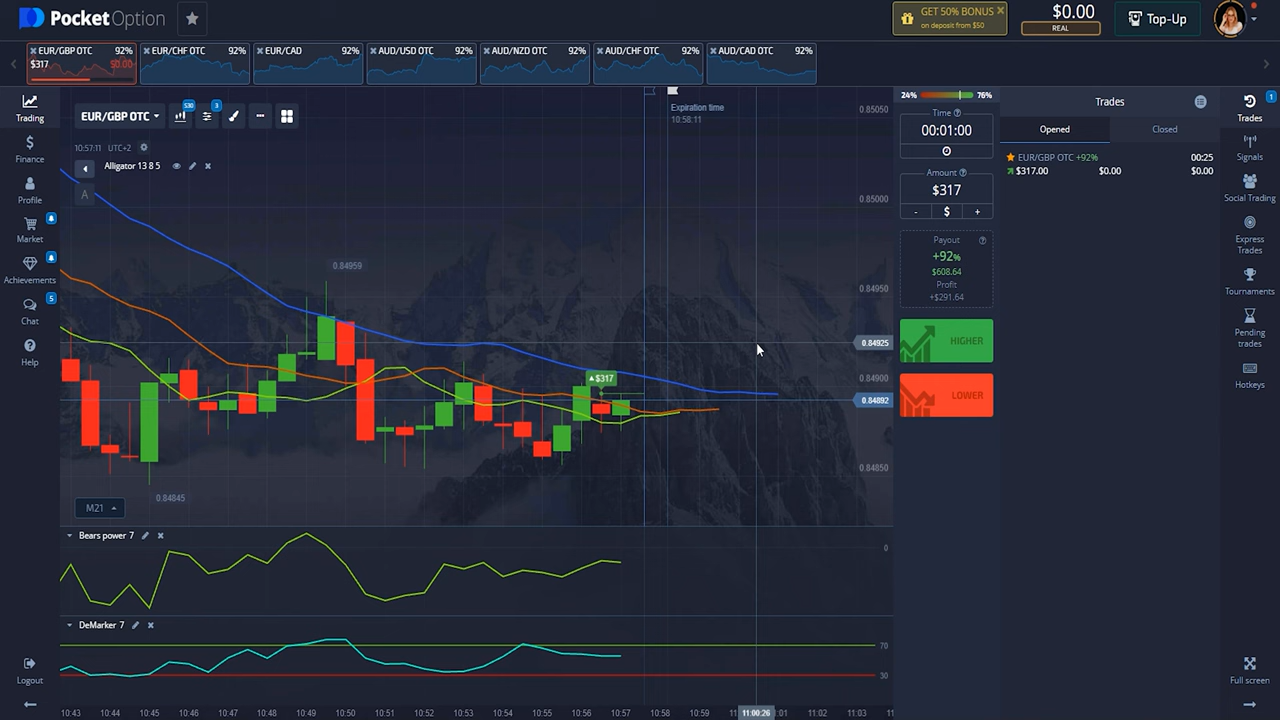 PocketOption
GET 50% BONUS
on deposit from $50
$0.00
REAL
Top-Up
EUR/GBP OTC 92%
$317 $0.00
EUR/CHF OTC 92%
EUR/CAD 92%
AUD/USD OTC 92%
AUD/NZD OTC 92%
AUD/CHF OTC 92%
AUD/CAD OTC 92%
Trading
Finance
Profile
Market
Achievements
Chat
5
Help
Logout
EUR/GBP OTC
S30
3
10:57:11 UTC+2
Alligator 13 8 5
A
Expiration time
10:58:11
0.84959
0.84845
$317
M21
0.85050
0.85000
0.84950
0.84925
0.84900
0.84892
0.84850
Bears power 7
0
DeMarker 7
70
30
10:43 10:44 10:45 10:46 10:47 10:48 10:49 10:50 10:51 10:52 10:53 10:54 10:55 10:56 10:57 10:58 10:59 11:00:26 11:02 11:03
24% 76%
Time
00:01:00
Amount
$317
- $ +
Payout
+92%
$608.64
Profit
+$291.64
HIGHER
LOWER
Trades
Opened Closed
EUR/GBP OTC +92% 00:25
$317.00 $0.00 $0.00
1
Trades
Signals
Social Trading
Express
Trades
Tournaments
Pending
trades
Hotkeys
Full screen